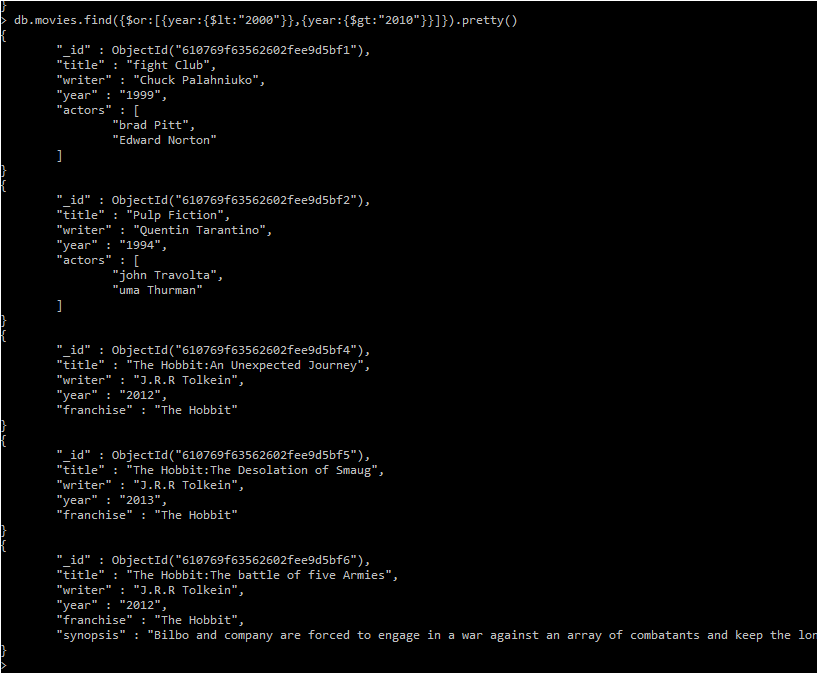 }
> db.movies.find({$or:[{year:{$lt:"2000"}},{year:{$gt:"2010"}}]}).pretty()
{
        "_id" : ObjectId("610769f63562602fee9d5bf1"),
        "title" : "fight Club",
        "writer" : "Chuck Palahniuko",
        "year" : "1999",
        "actors" : [
                "brad Pitt",
                "Edward Norton"
        ]
}
{
        "_id" : ObjectId("610769f63562602fee9d5bf2"),
        "title" : "Pulp Fiction",
        "writer" : "Quentin Tarantino",
        "year" : "1994",
        "actors" : [
                "john Travolta",
                "uma Thurman"
        ]
}
{
        "_id" : ObjectId("610769f63562602fee9d5bf4"),
        "title" : "The Hobbit:An Unexpected Journey",
        "writer" : "J.R.R Tolkein",
        "year" : "2012",
        "franchise" : "The Hobbit"
}
{
        "_id" : ObjectId("610769f63562602fee9d5bf5"),
        "title" : "The Hobbit:The Desolation of Smaug",
        "writer" : "J.R.R Tolkein",
        "year" : "2013",
        "franchise" : "The Hobbit"
}
{
        "_id" : ObjectId("610769f63562602fee9d5bf6"),
        "title" : "The Hobbit:The battle of five Armies",
        "writer" : "J.R.R Tolkein",
        "year" : "2012",
        "franchise" : "The Hobbit",
        "synopsis" : "Bilbo and company are forced to engage in a war against an array of combatants and keep the lon
}
>